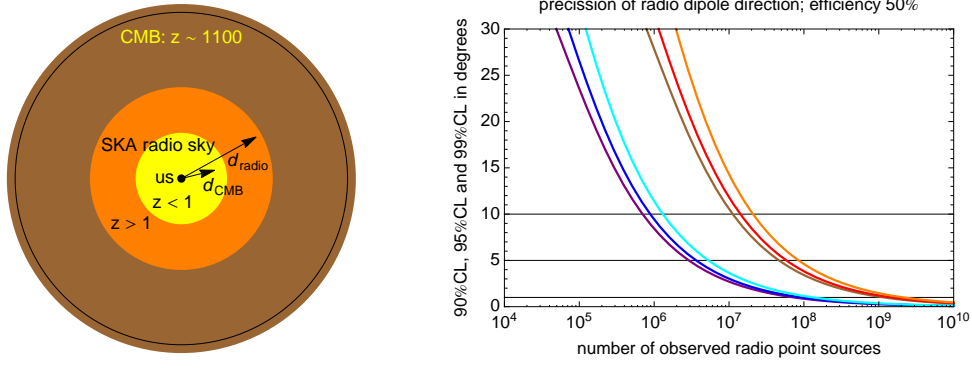 CMB: z ~ 1100
SKA radio sky
d radio
us
d CMB
z < 1
z > 1
precission of radio dipole direction; efficiency 50%
90%CL, 95%CL and 99%CL in degrees
30
25
20
15
10
5
0
10^4 10^5 10^6 10^7 10^8 10^9 10^10
number of observed radio point sources